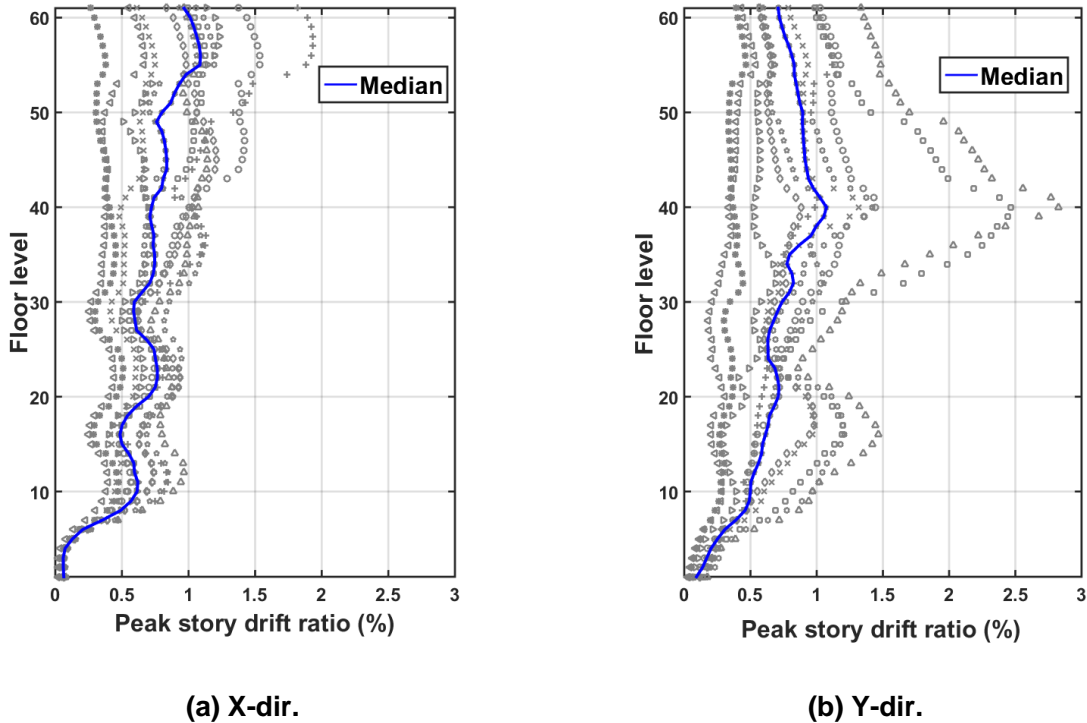 60
50
40
30
20
10
0 0.5 1 1.5 2 2.5 3
Floor level
Peak story drift ratio (%)
Median
(a) X-dir.
60
50
40
30
20
10
0 0.5 1 1.5 2 2.5 3
Floor level
Peak story drift ratio (%)
Median
(b) Y-dir.